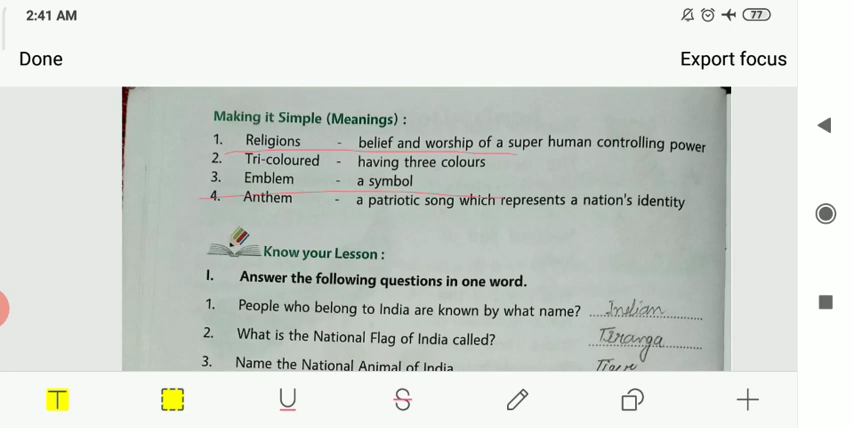 2:41 AM 77
Done Export focus
Making it Simple (Meanings) :
1. Religions - belief and worship of a super human controlling power
2. Tri-coloured - having three colours
3. Emblem - a symbol
4. Anthem - a patriotic song which represents a nation's identity
Know your Lesson :
I. Answer the following questions in one word.
1. People who belong to India are known by what name? Indian
2. What is the National Flag of India called? Tiranga
3. Name the National Animal of India Tiger
T U S